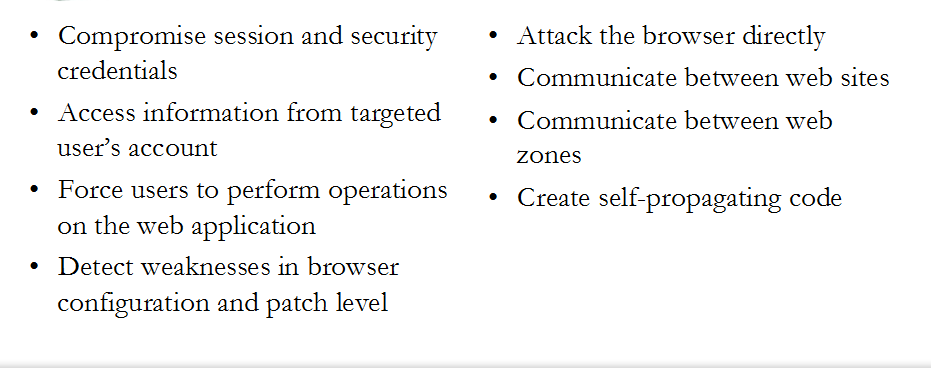 • Compromise session and security
credentials
• Access information from targeted
user's account
• Force users to perform operations
on the web application
• Detect weaknesses in browser
configuration and patch level
• Attack the browser directly
• Communicate between web sites
• Communicate between web
zones
• Create self-propagating code